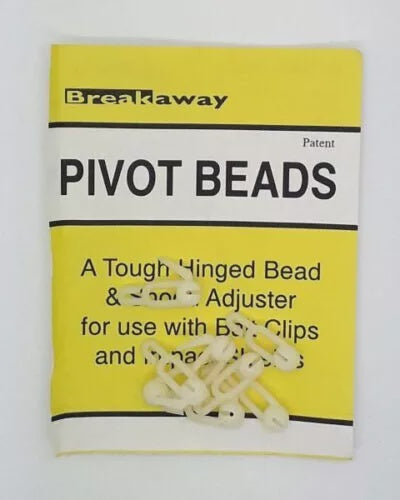 Breakaway
Patent
PIVOT BEADS
A Tough Hinged Bead
& Adjuster
for use with Clips
and